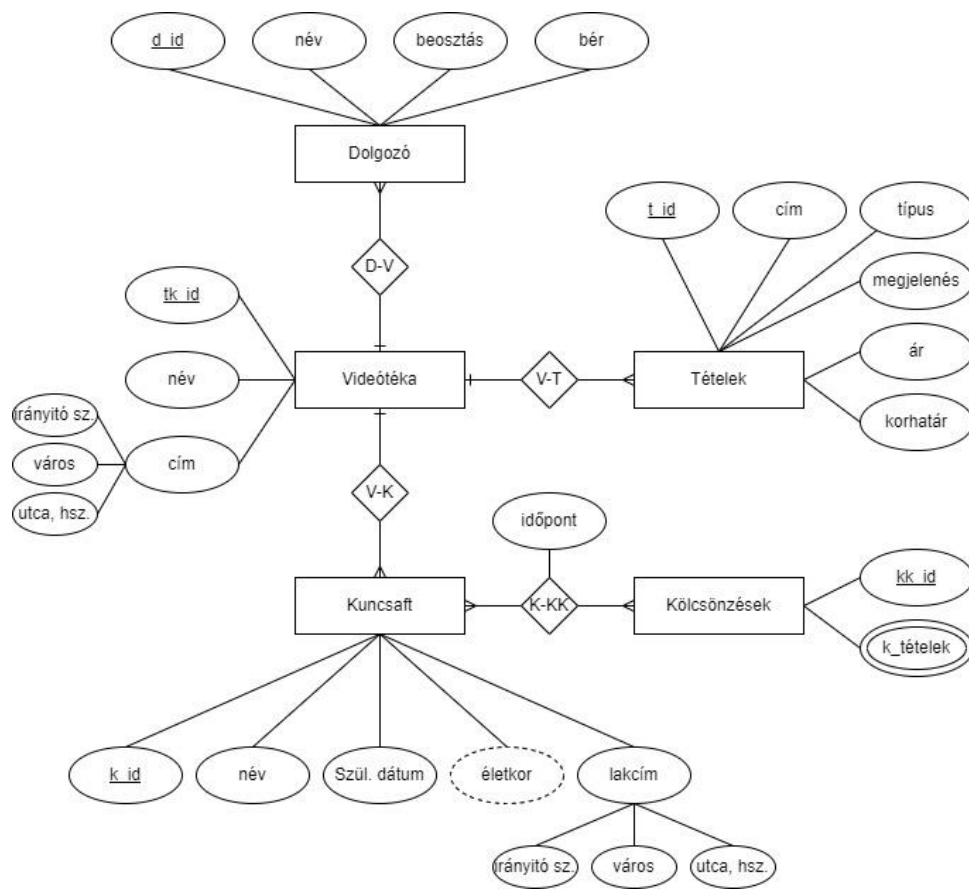 d_id
név
beosztás
bér
Dolgozó
t_id
cím
típus
D-V
tk_id
megjelenés
név
Videótéka
V-T
Tételek
ár
irányító sz.
korhatár
város
cím
utca, hsz.
V-K
időpont
Kuncsaft
K-KK
Kölcsönzések
kk_id
k_tételek
k_id
név
Szül. dátum
életkor
lakcím
irányító sz.
város
utca, hsz.